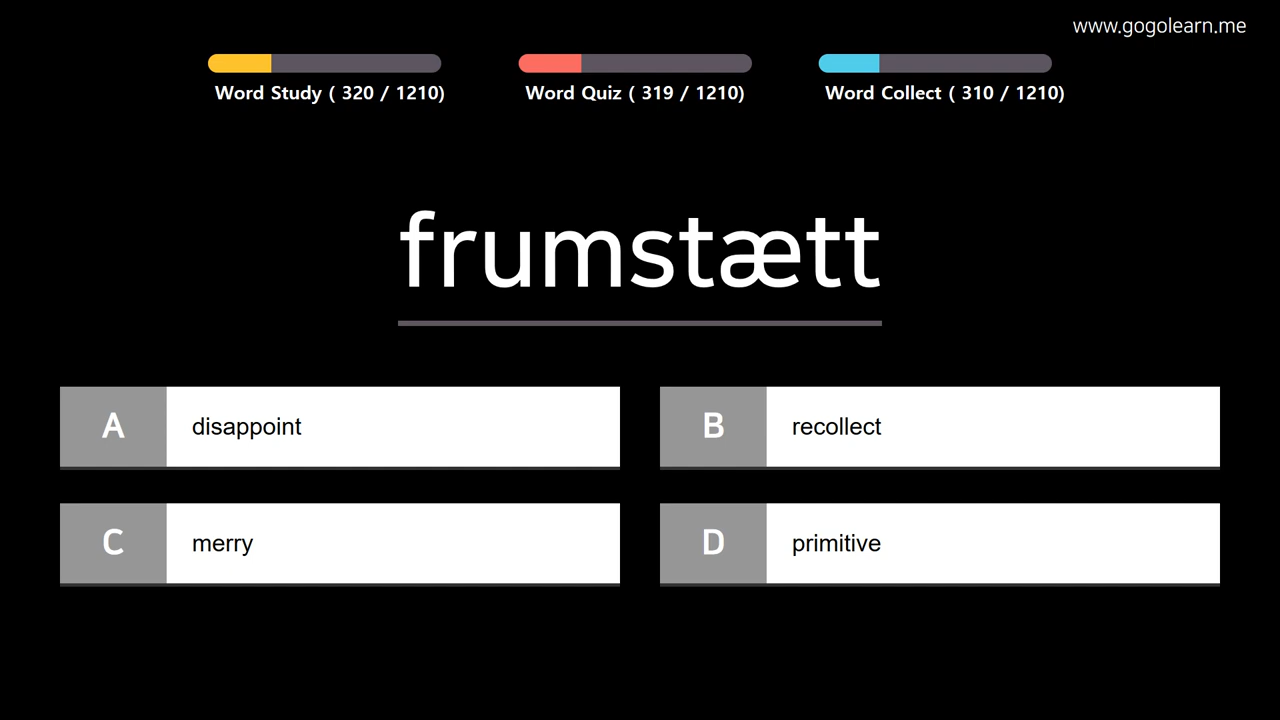 www.gogolearn.me
Word Study ( 320 / 1210)
Word Quiz ( 319 / 1210)
Word Collect ( 310 / 1210)
frumstætt
A disappoint
B recollect
C merry
D primitive